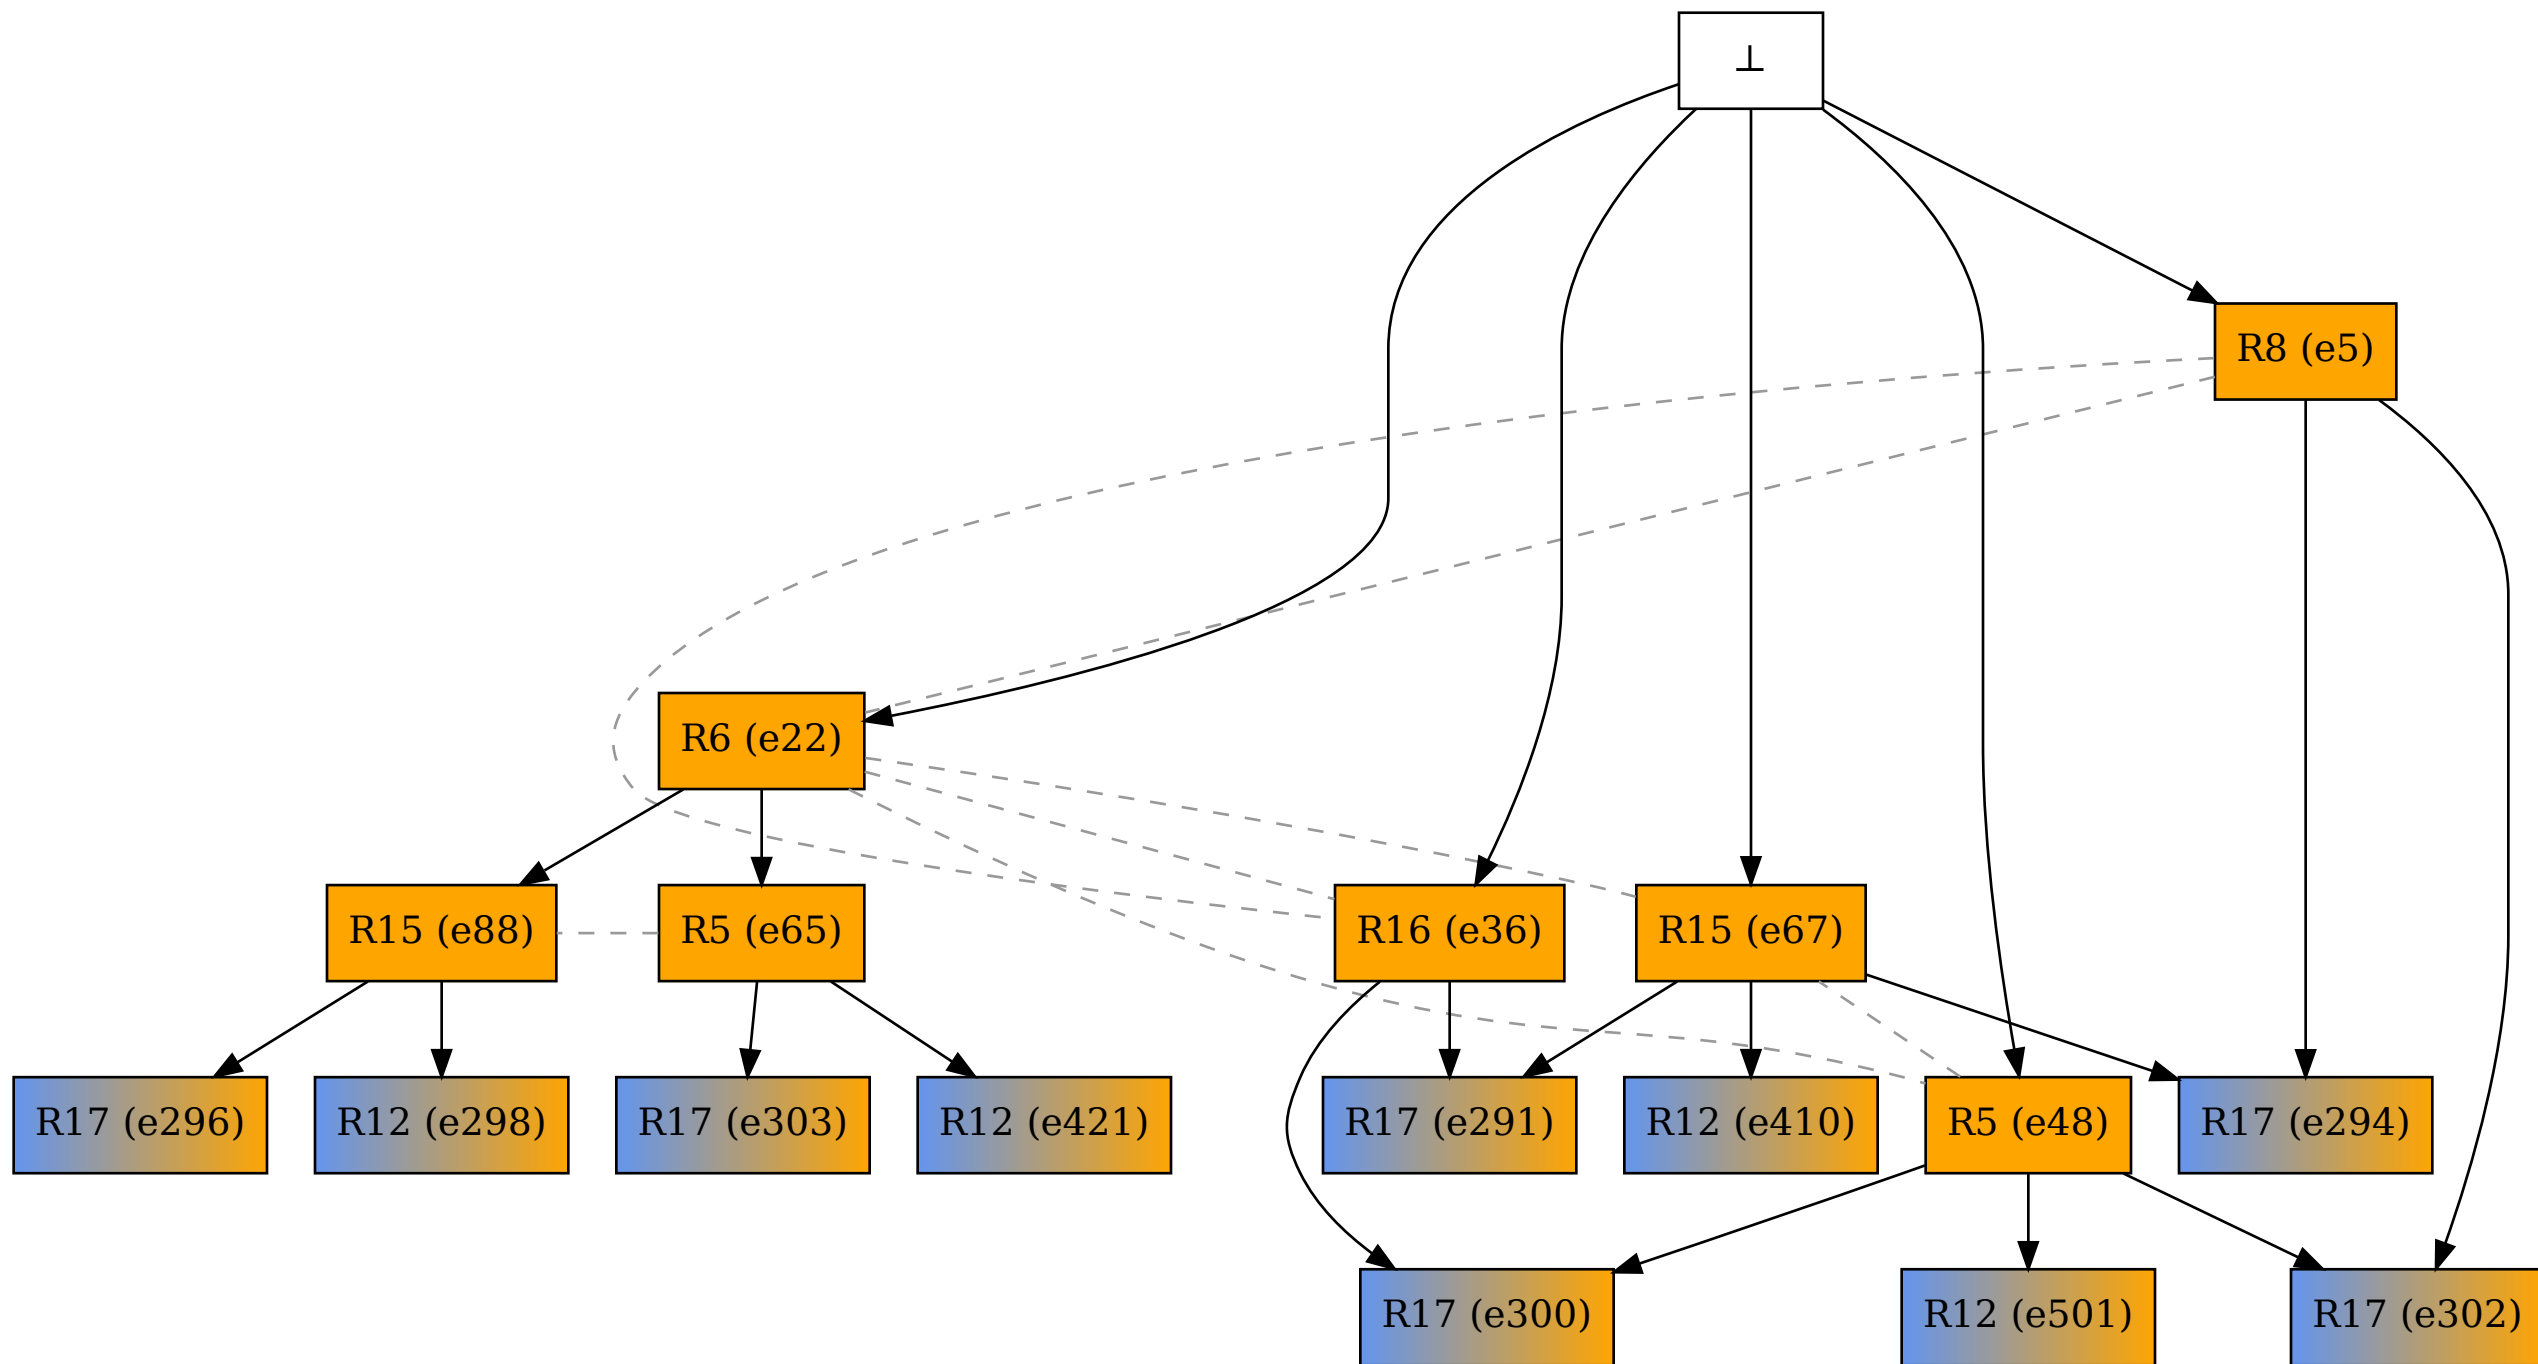 ⊥
R8 (e5)
R6 (e22)
R15 (e88)
R5 (e65)
R16 (e36)
R15 (e67)
R17 (e296)
R12 (e298)
R17 (e303)
R12 (e421)
R17 (e291)
R12 (e410)
R5 (e48)
R17 (e294)
R17 (e300)
R12 (e501)
R17 (e302)